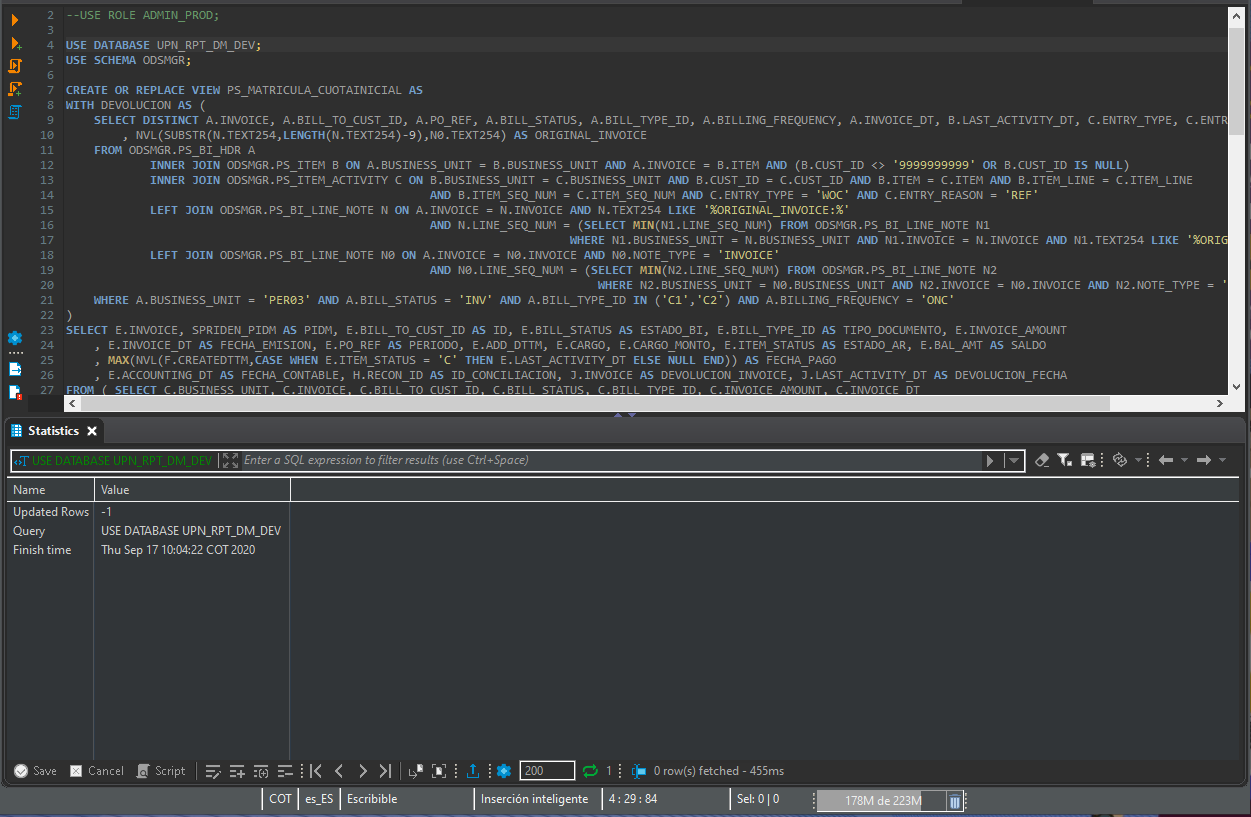 2 --USE ROLE ADMIN_PROD;
3
4 USE DATABASE UPN_RPT_DM_DEV;
5 USE SCHEMA ODSMGR;
6
7 CREATE OR REPLACE VIEW PS_MATRICULA_CUOTAINICIAL AS
8 WITH DEVOLUCION AS (
9 SELECT DISTINCT A.INVOICE, A.BILL_TO_CUST_ID, A.PO_REF, A.BILL_STATUS, A.BILL_TYPE_ID, A.BILLING_FREQUENCY, A.INVOICE_DT, B.LAST_ACTIVITY_DT, C.ENTRY_TYPE, C.ENTR
10 , NVL(SUBSTR(N.TEXT254,LENGTH(N.TEXT254)-9),N0.TEXT254) AS ORIGINAL_INVOICE
11 FROM ODSMGR.PS_BI_HDR A
12 INNER JOIN ODSMGR.PS_ITEM B ON A.BUSINESS_UNIT = B.BUSINESS_UNIT AND A.INVOICE = B.ITEM AND (B.CUST_ID <> '9999999999' OR B.CUST_ID IS NULL)
13 INNER JOIN ODSMGR.PS_ITEM_ACTIVITY C ON B.BUSINESS_UNIT = C.BUSINESS_UNIT AND B.CUST_ID = C.CUST_ID AND B.ITEM = C.ITEM AND B.ITEM_LINE = C.ITEM_LINE
14 AND B.ITEM_SEQ_NUM = C.ITEM_SEQ_NUM AND C.ENTRY_TYPE = 'WOC' AND C.ENTRY_REASON = 'REF'
15 LEFT JOIN ODSMGR.PS_BI_LINE_NOTE N ON A.INVOICE = N.INVOICE AND N.TEXT254 LIKE '%ORIGINAL_INVOICE:%'
16 AND N.LINE_SEQ_NUM = (SELECT MIN(N1.LINE_SEQ_NUM) FROM ODSMGR.PS_BI_LINE_NOTE N1
17 WHERE N1.BUSINESS_UNIT = N.BUSINESS_UNIT AND N1.INVOICE = N.INVOICE AND N1.TEXT254 LIKE '%ORIG
18 LEFT JOIN ODSMGR.PS_BI_LINE_NOTE N0 ON A.INVOICE = N0.INVOICE AND N0.NOTE_TYPE = 'INVOICE'
19 AND N0.LINE_SEQ_NUM = (SELECT MIN(N2.LINE_SEQ_NUM) FROM ODSMGR.PS_BI_LINE_NOTE N2
20 WHERE N2.BUSINESS_UNIT = N0.BUSINESS_UNIT AND N2.INVOICE = N0.INVOICE AND N2.NOTE_TYPE = '
21 WHERE A.BUSINESS_UNIT = 'PER03' AND A.BILL_STATUS = 'INV' AND A.BILL_TYPE_ID IN ('C1','C2') AND A.BILLING_FREQUENCY = 'ONC'
22 )
23 SELECT E.INVOICE, SPRIDEN_PIDM AS PIDM, E.BILL_TO_CUST_ID AS ID, E.BILL_STATUS AS ESTADO_BI, E.BILL_TYPE_ID AS TIPO_DOCUMENTO, E.INVOICE_AMOUNT
24 , E.INVOICE_DT AS FECHA_EMISION, E.PO_REF AS PERIODO, E.ADD_DTTM, E.CARGO, E.CARGO_MONTO, E.ITEM_STATUS AS ESTADO_AR, E.BAL_AMT AS SALDO
25 , MAX(NVL(F.CREATEDTTM,CASE WHEN E.ITEM_STATUS = 'C' THEN E.LAST_ACTIVITY_DT ELSE NULL END)) AS FECHA_PAGO
26 , E.ACCOUNTING_DT AS FECHA_CONTABLE, H.RECON_ID AS ID_CONCILIACION, J.INVOICE AS DEVOLUCION_INVOICE, J.LAST_ACTIVITY_DT AS DEVOLUCION_FECHA
27 FROM ( SELECT C.BUSINESS_UNIT, C.INVOICE, C.BILL_TO_CUST_ID, C.BILL_STATUS, C.BILL_TYPE_ID, C.INVOICE_AMOUNT, C.INVOICE_DT
Statistics
USE DATABASE UPN_RPT_DM_DEV Enter a SQL expression to filter results (use Ctrl+Space)
Name Value
Updated Rows -1
Query USE DATABASE UPN_RPT_DM_DEV
Finish time Thu Sep 17 10:04:22 COT 2020
Save Cancel Script 200 1 0 row(s) fetched - 455ms
COT es_ES Escribible Inserción inteligente 4 : 29 : 84 Sel: 0 | 0 178M de 223M